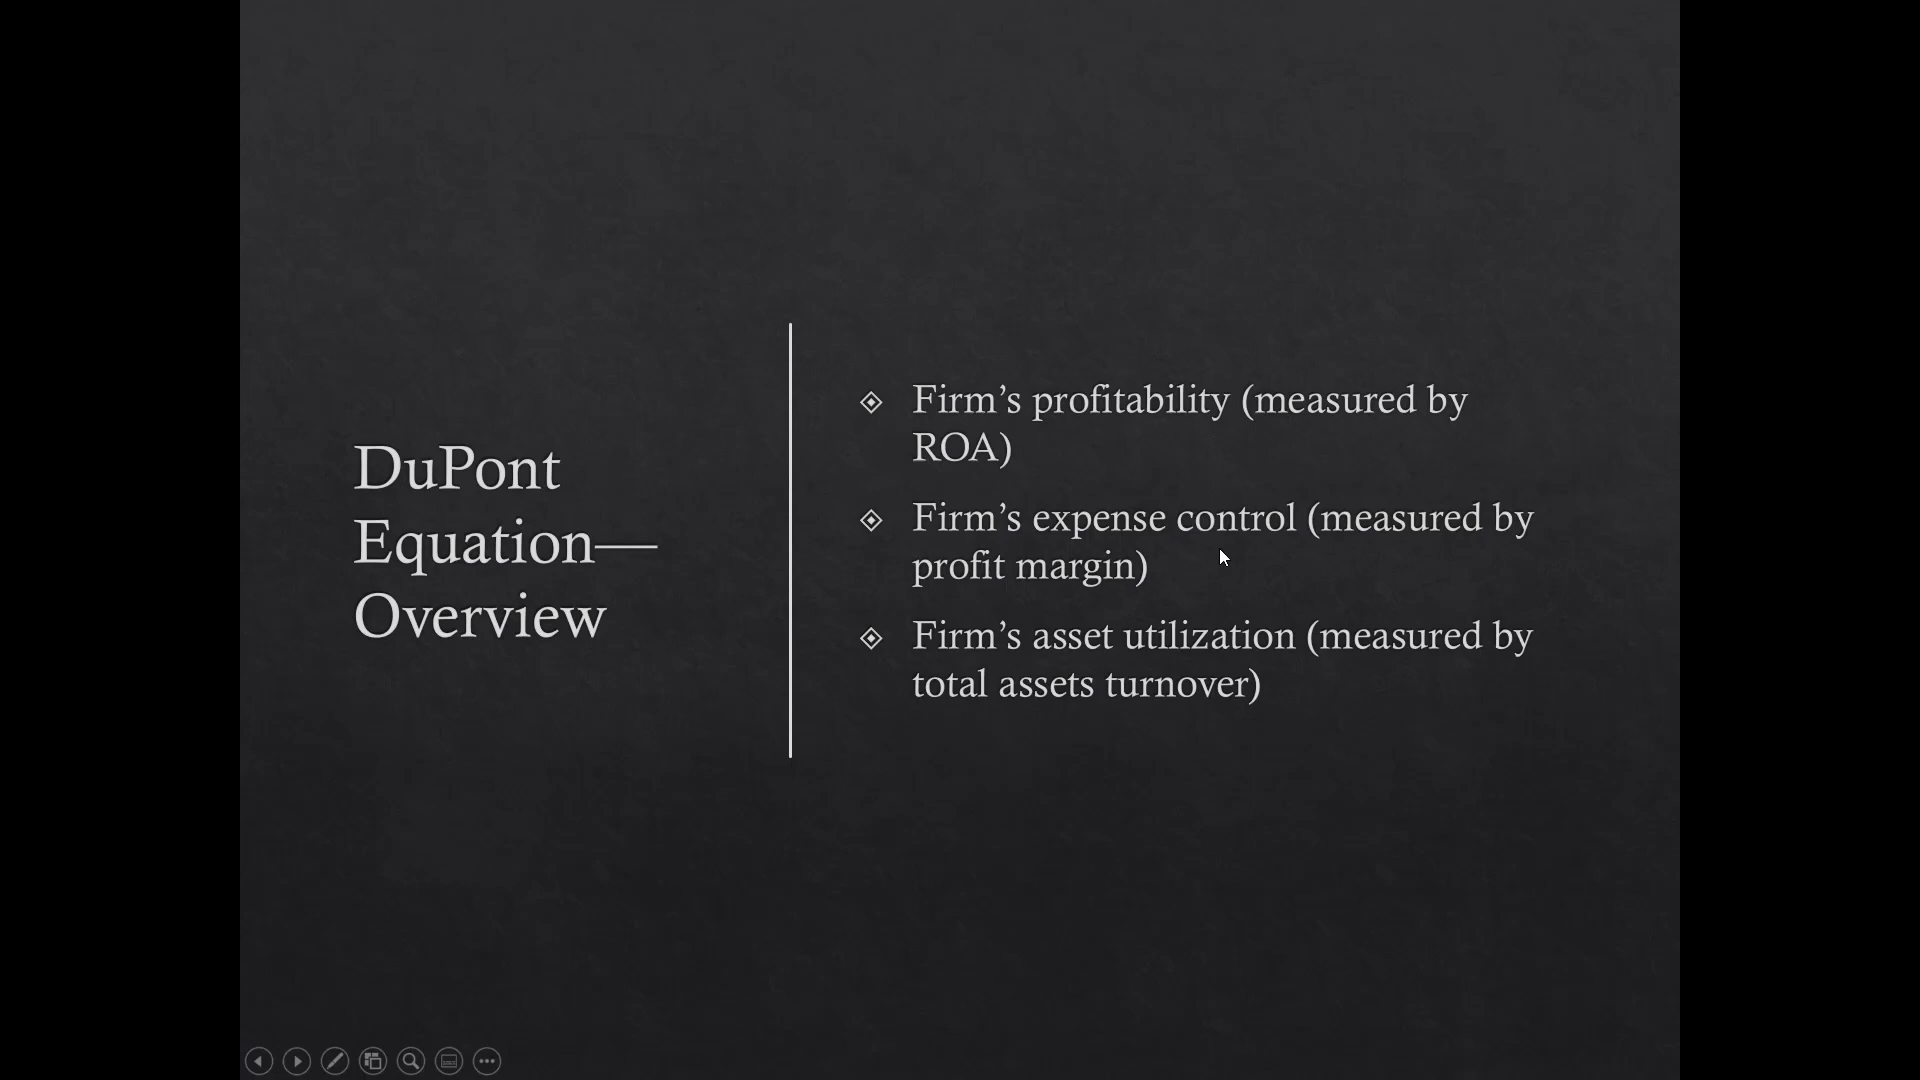 DuPont
Equation—
Overview
Firm’s profitability (measured by
ROA)
Firm’s expense control (measured by
profit margin)
Firm’s asset utilization (measured by
total assets turnover)